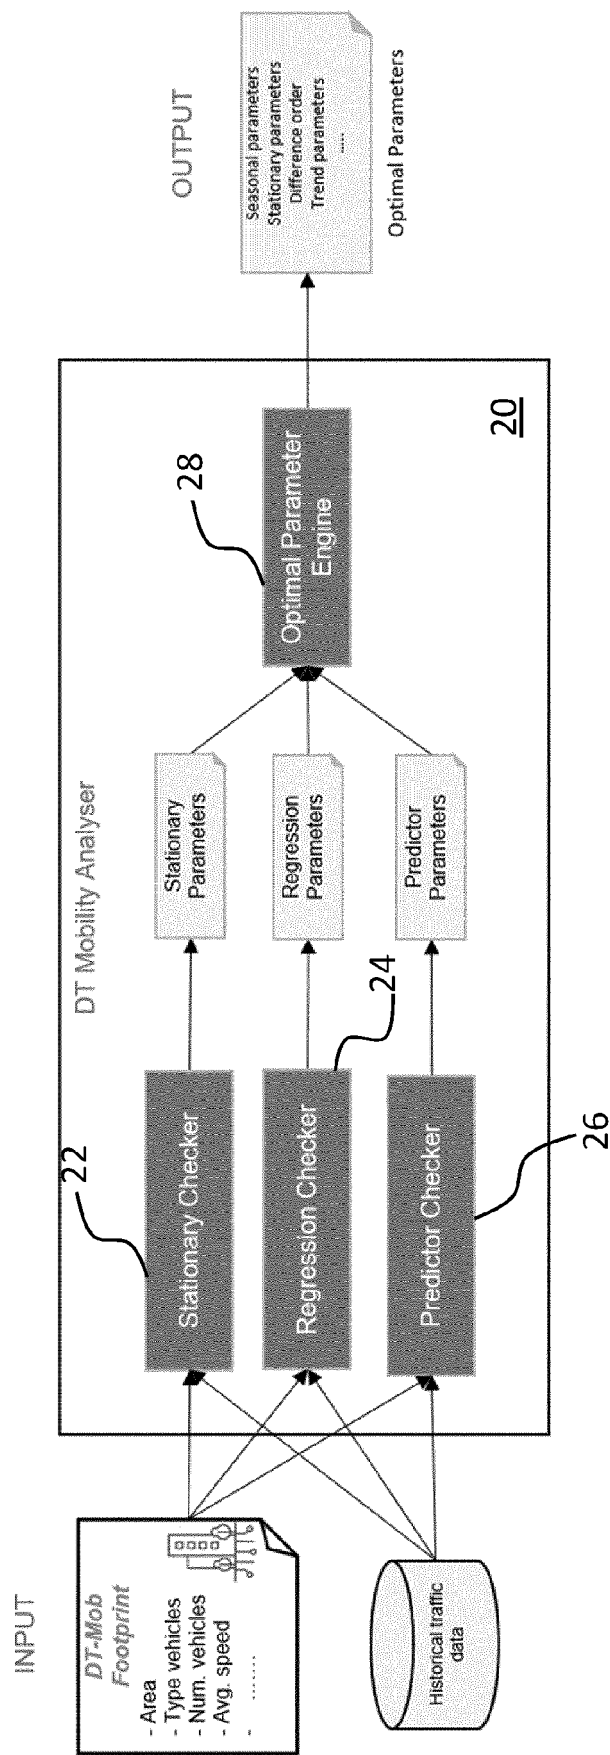 INPUT
DT-Mob
Footprint
- Area
- Type vehicles
- Num. vehicles
- Avg. speed
- .......
Historical traffic
data
DT Mobility Analyser
22
Stationary Checker
Regression Checker
24
Predictor Checker
26
Stationary
Parameters
Regression
Parameters
Predictor
Parameters
28
Optimal Parameter
Engine
20
OUTPUT
Seasonal parameters
Stationary parameters
Difference order
Trend parameters
.....
Optimal Parameters